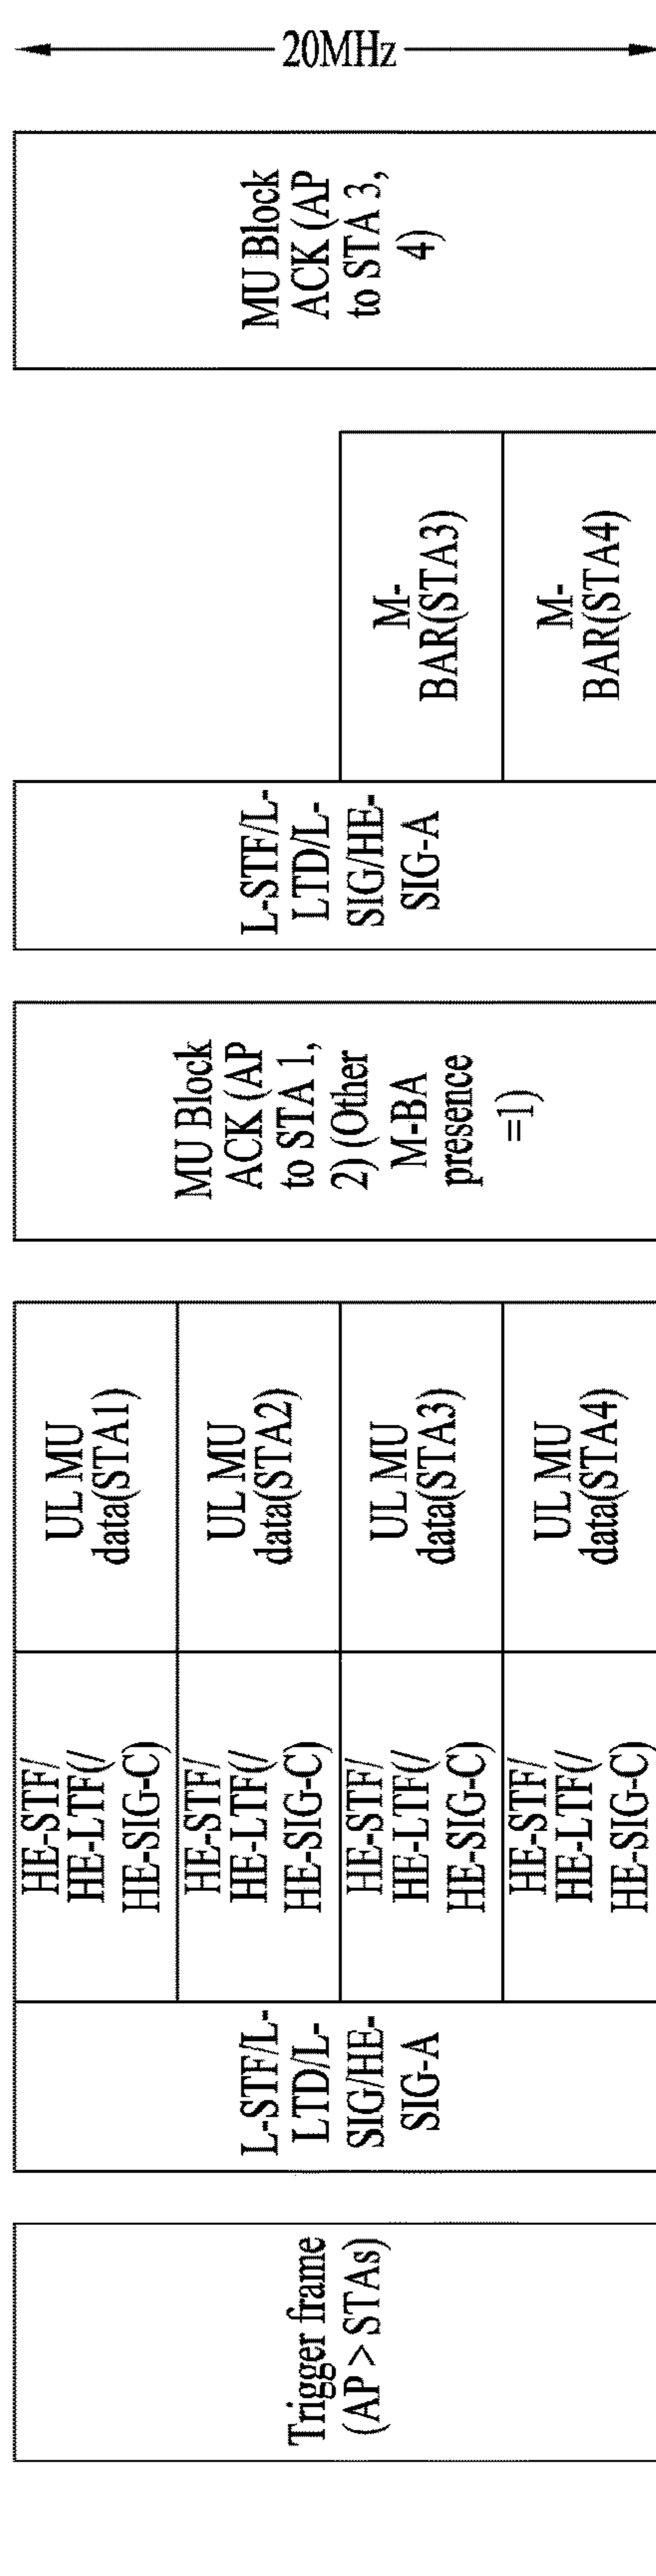 Trigger frame
(AP > STAs)
L-STF/L-
LTD/L-
SIG/HE-
SIG-A
HE-STF/
HE-LTF(/
HE-SIG-C)
UL MU
data(STA1)
HE-STF/
HE-LTF(/
HE-SIG-C)
UL MU
data(STA2)
HE-STF/
HE-LTF(/
HE-SIG-C)
UL MU
data(STA3)
HE-STF/
HE-LTF(/
HE-SIG-C)
UL MU
data(STA4)
MU Block
ACK (AP
to STA 1,
2) (Other
M-BA
presence
=1)
L-STF/L-
LTD/L-
SIG/HE-
SIG-A
M-
BAR(STA3)
M-
BAR(STA4)
MU Block
ACK (AP
to STA 3,
4)
20MHz